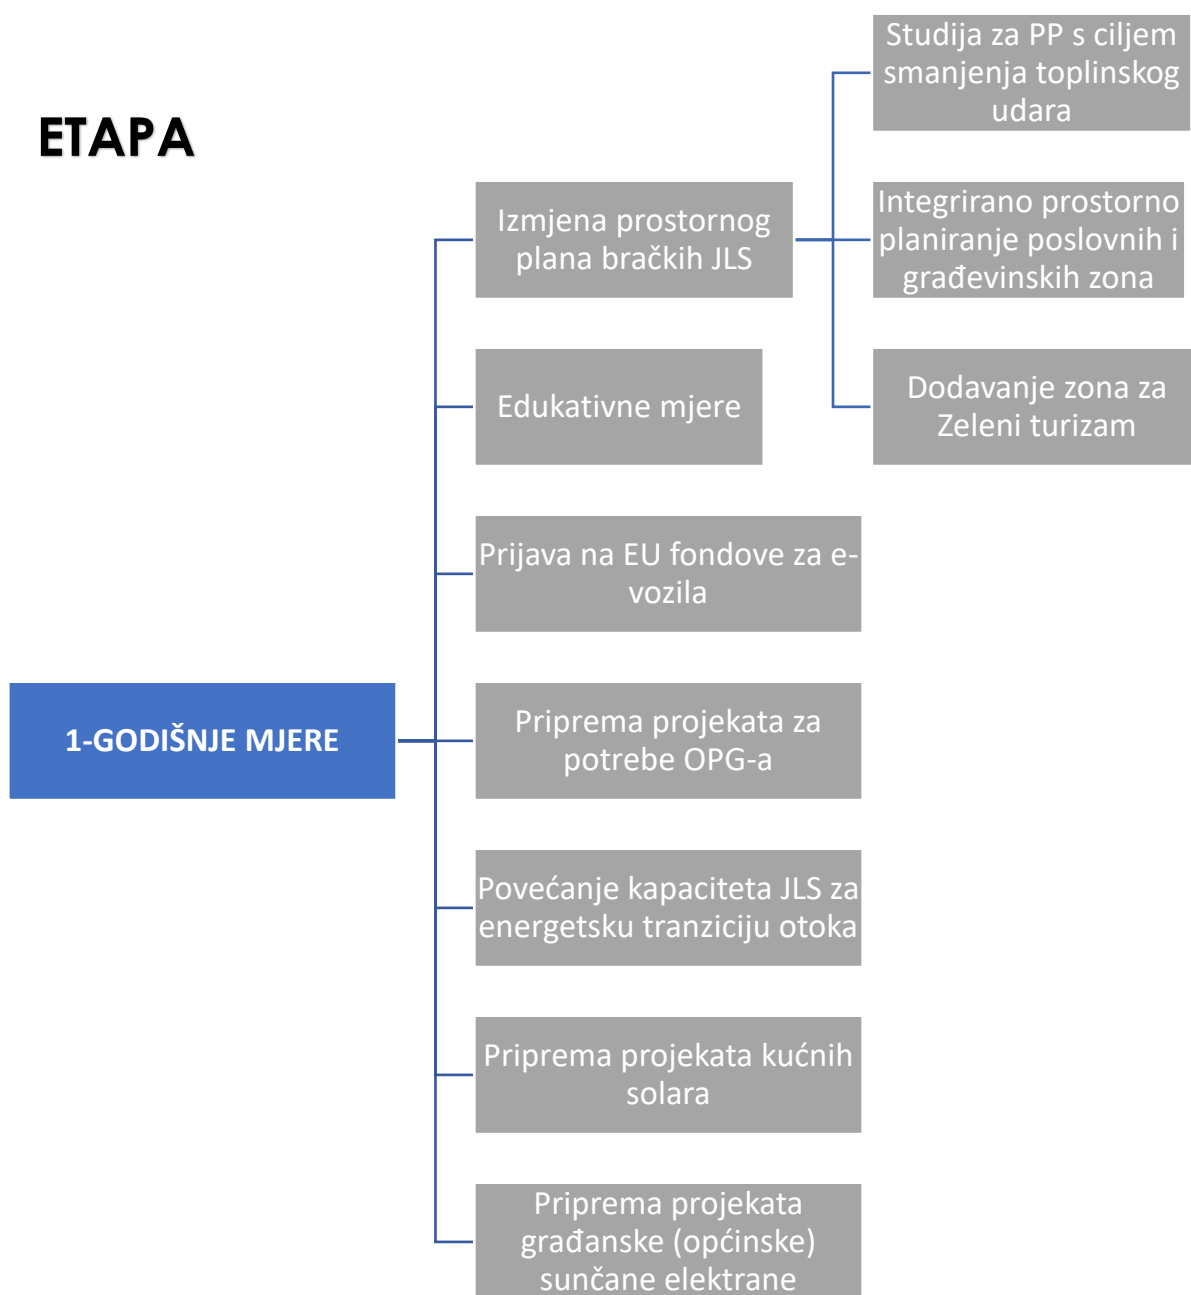 ETAPA
1-GODIŠNJE MJERE
Izmjena prostornog
plana bračkih JLS
Studija za PP s ciljem
smanjenja toplinskog
udara
Integrirano prostorno
planiranje poslovnih i
građevinskih zona
Dodavanje zona za
Zeleni turizam
Edukativne mjere
Prijava na EU fondove za e-
vozila
Priprema projekata za
potrebe OPG-a
Povećanje kapaciteta JLS za
energetsku tranziciju otoka
Priprema projekata kućnih
solara
Priprema projekata
građanske (općinske)
sunčane elektrane